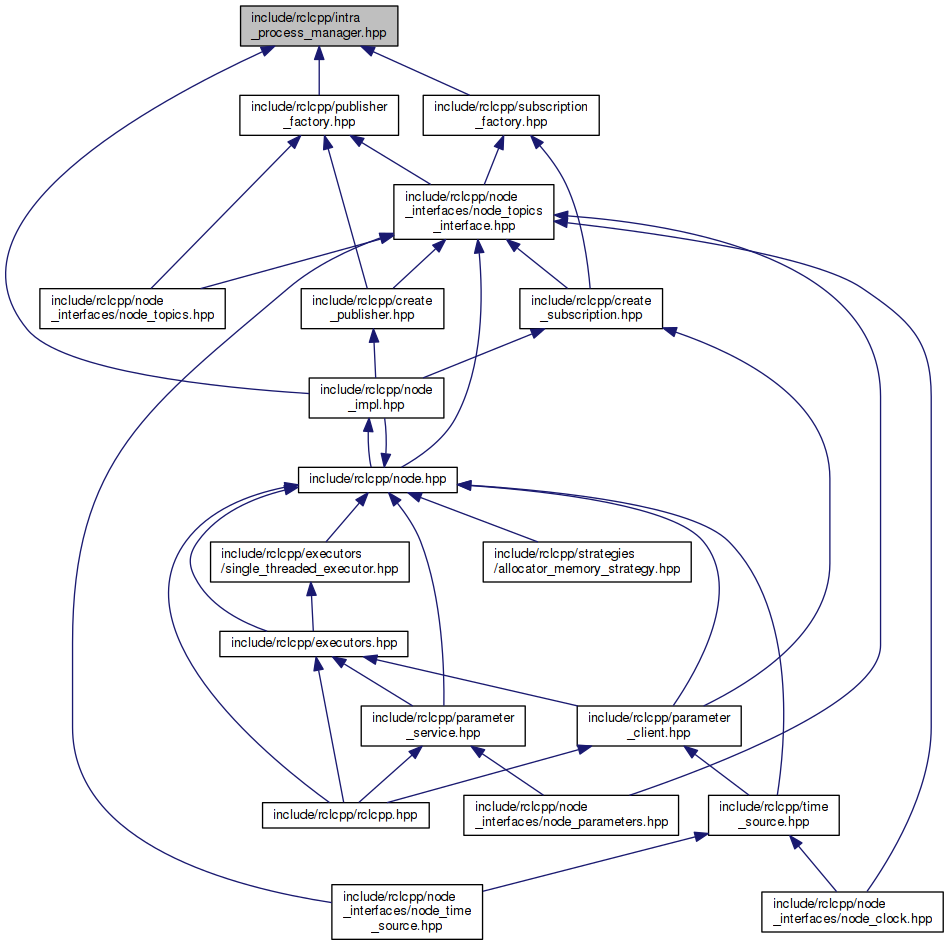 include/rclcpp/intra
_process_manager.hpp
include/rclcpp/publisher
_factory.hpp
include/rclcpp/subscription
_factory.hpp
include/rclcpp/node
_interfaces/node_topics
_interface.hpp
include/rclcpp/node
_interfaces/node_topics.hpp
include/rclcpp/create
_publisher.hpp
include/rclcpp/create
_subscription.hpp
include/rclcpp/node
_impl.hpp
include/rclcpp/node.hpp
include/rclcpp/executors
/single_threaded_executor.hpp
include/rclcpp/strategies
/allocator_memory_strategy.hpp
include/rclcpp/executors.hpp
include/rclcpp/parameter
_service.hpp
include/rclcpp/parameter
_client.hpp
include/rclcpp/rclcpp.hpp
include/rclcpp/node
_interfaces/node_parameters.hpp
include/rclcpp/time
_source.hpp
include/rclcpp/node
_interfaces/node_time
_source.hpp
include/rclcpp/node
_interfaces/node_clock.hpp